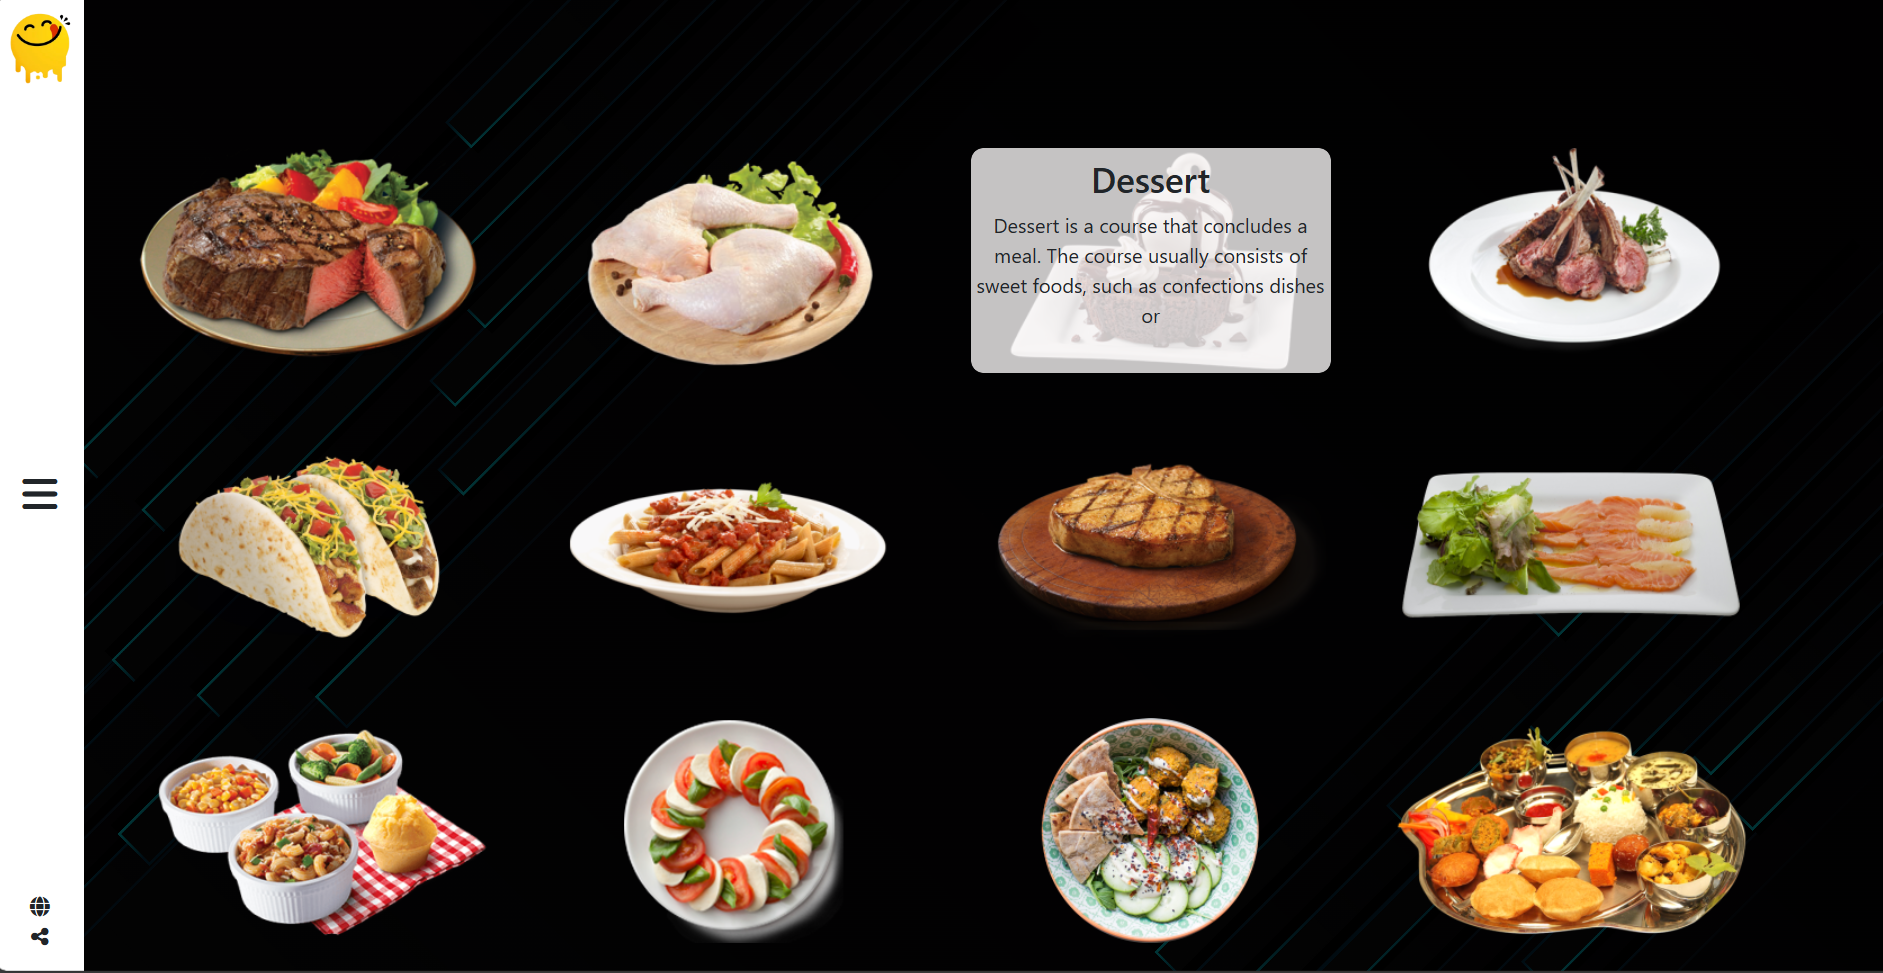 Dessert
Dessert is a course that concludes a
meal. The course usually consists of
sweet foods, such as confections dishes
or